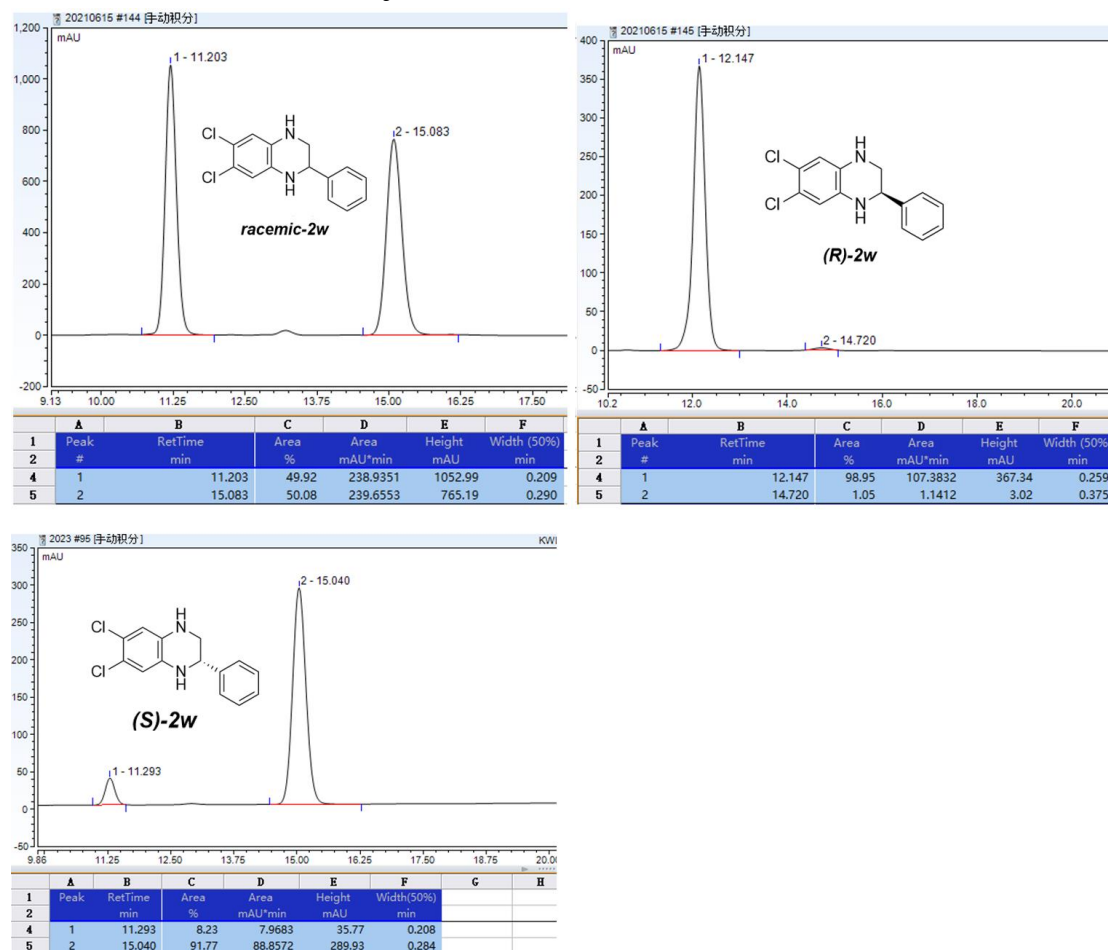 20210615 #144 [手动积分]
1,200
mAU
1 - 11.203
1,000
800
2 - 15.083
600
400
200
0
-200
9.13 10.00 11.25 12.50 13.75 15.00 16.25 17.50
H
N
Cl
Cl
N
H
racemic-2w
A B C D E F
1 Peak RetTime Area Area Height Width (50%)
2 # min % mAU*min mAU min
4 1 11.203 49.92 238.9351 1052.99 0.209
5 2 15.083 50.08 239.6553 765.19 0.290
20210615 #145 [手动积分]
400
mAU
1 - 12.147
350
300
250
200
150
100
50
2 - 14.720
0
-50
10.2 12.0 14.0 16.0 18.0 20.0
H
N
Cl
Cl
N
H
(R)-2w
A B C D E F
1 Peak RetTime Area Area Height Width (50%)
2 # min % mAU*min mAU min
4 1 12.147 98.95 107.3832 367.34 0.259
5 2 14.720 1.05 1.1412 3.02 0.375
2023 #95 [手动积分]
350
mAU
2 - 15.040
300
250
200
150
100
50
1 - 11.293
0
-50
9.86 11.25 12.50 13.75 15.00 16.25 17.50 18.75
H
N
Cl
Cl
N
H
(S)-2w
A B C D E F G H
1 Peak RetTime Area Area Height Width(50%)
2 min % mAU*min mAU min
4 1 11.293 8.23 7.9683 35.77 0.208
5 2 15.040 91.77 88.8572 289.93 0.284